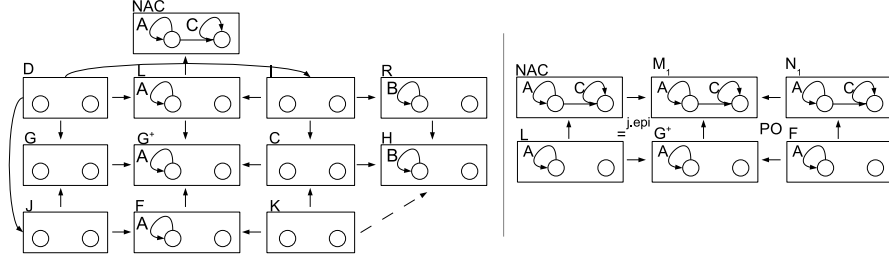 NAC
A C
D L I R
A B
G G+ C H
A B
J F K
A
NAC M1 N1
A C A C A C
j.epi
L = G+ PO F
A A A